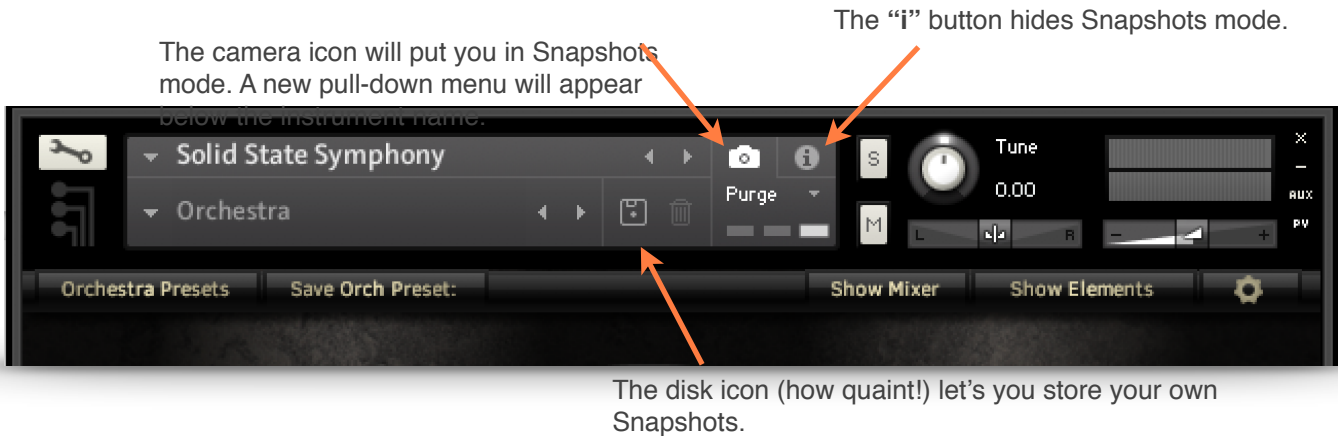 The “i” button hides Snapshots mode.
The camera icon will put you in Snapshots
mode. A new pull-down menu will appear
below the instrument name.
Solid State Symphony
i
S
Tune
0.00
x
–
AUX
PV
Orchestra
Purge
M
L
R
-
+
Orchestra Presets
Save Orch Preset:
Show Mixer
Show Elements
The disk icon (how quaint!) let's you store your own
Snapshots.